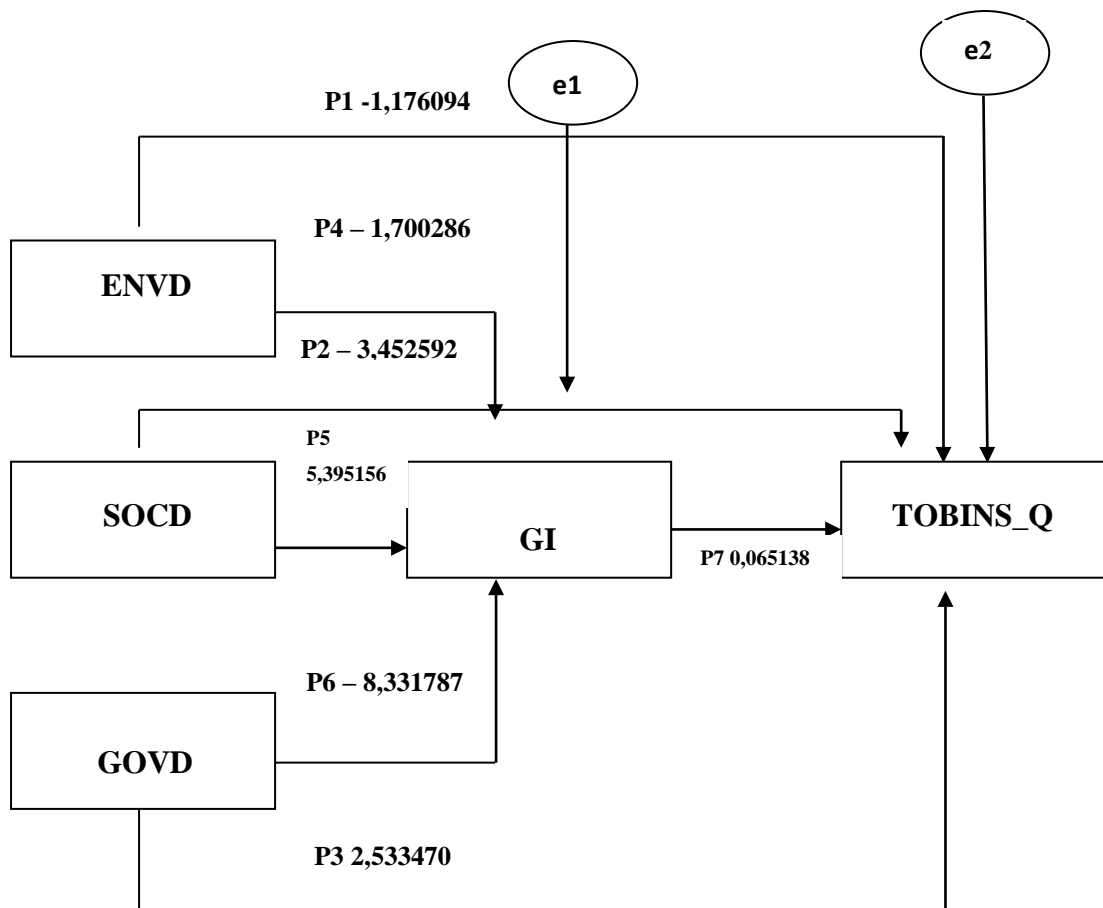 e1
e2
P1 -1,176094
P4 – 1,700286
ENVD
P2 – 3,452592
P5
5,395156
SOCD
GI
TOBINS_Q
P7 0,065138
P6 – 8,331787
GOVD
P3 2,533470